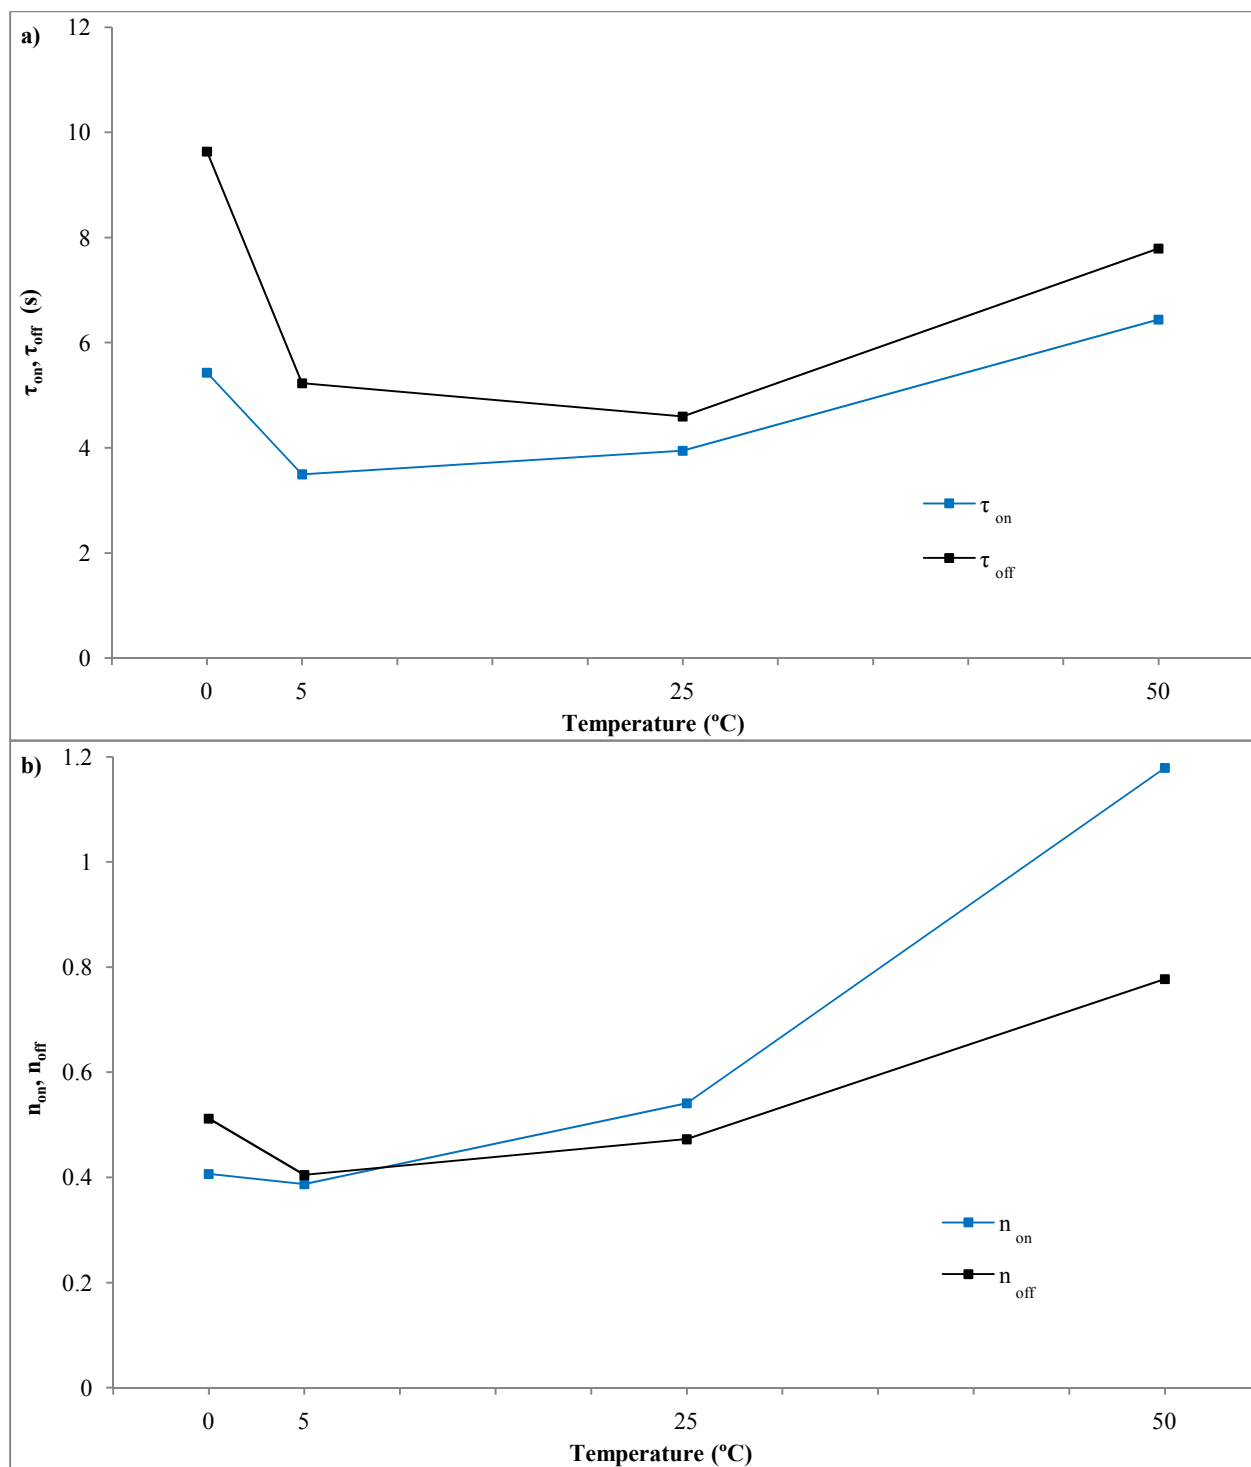 a)
12
10
8
6
4
2
0
τon, τoff (s)
τ on
τ off
0 5 25 50
Temperature (ºC)
b)
1.2
1
0.8
0.6
0.4
0.2
0
non, noff
n on
n off
0 5 25 50
Temperature (ºC)